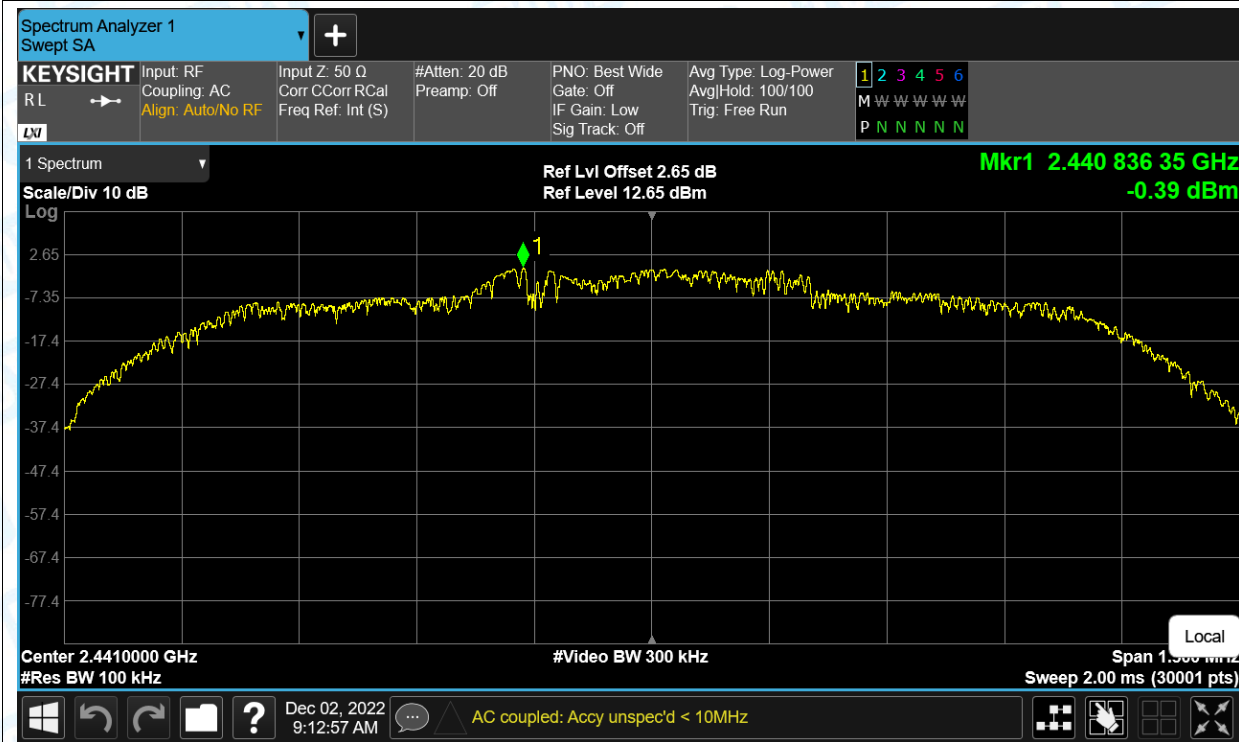 Spectrum Analyzer 1
Swept SA
KEYSIGHT
R L
LXI
Input: RF
Coupling: AC
Align: Auto/No RF
Input Z: 50 Ω
Corr CCorr RCal
Freq Ref: Int (S)
#Atten: 20 dB
Preamp: Off
PNO: Best Wide
Gate: Off
IF Gain: Low
Sig Track: Off
Avg Type: Log-Power
Avg|Hold: 100/100
Trig: Free Run
1 2 3 4 5 6
M W W W W W
P N N N N N
1 Spectrum
Scale/Div 10 dB
Ref Lvl Offset 2.65 dB
Ref Level 12.65 dBm
Mkr1 2.440 836 35 GHz
-0.39 dBm
Log
1
2.65
-7.35
-17.4
-27.4
-37.4
-47.4
-57.4
-67.4
-77.4
Local
Center 2.4410000 GHz
#Video BW 300 kHz
Span
#Res BW 100 kHz
Sweep 2.00 ms (30001 pts)
?
Dec 02, 2022
9:12:57 AM
AC coupled: Accy unspec'd < 10MHz